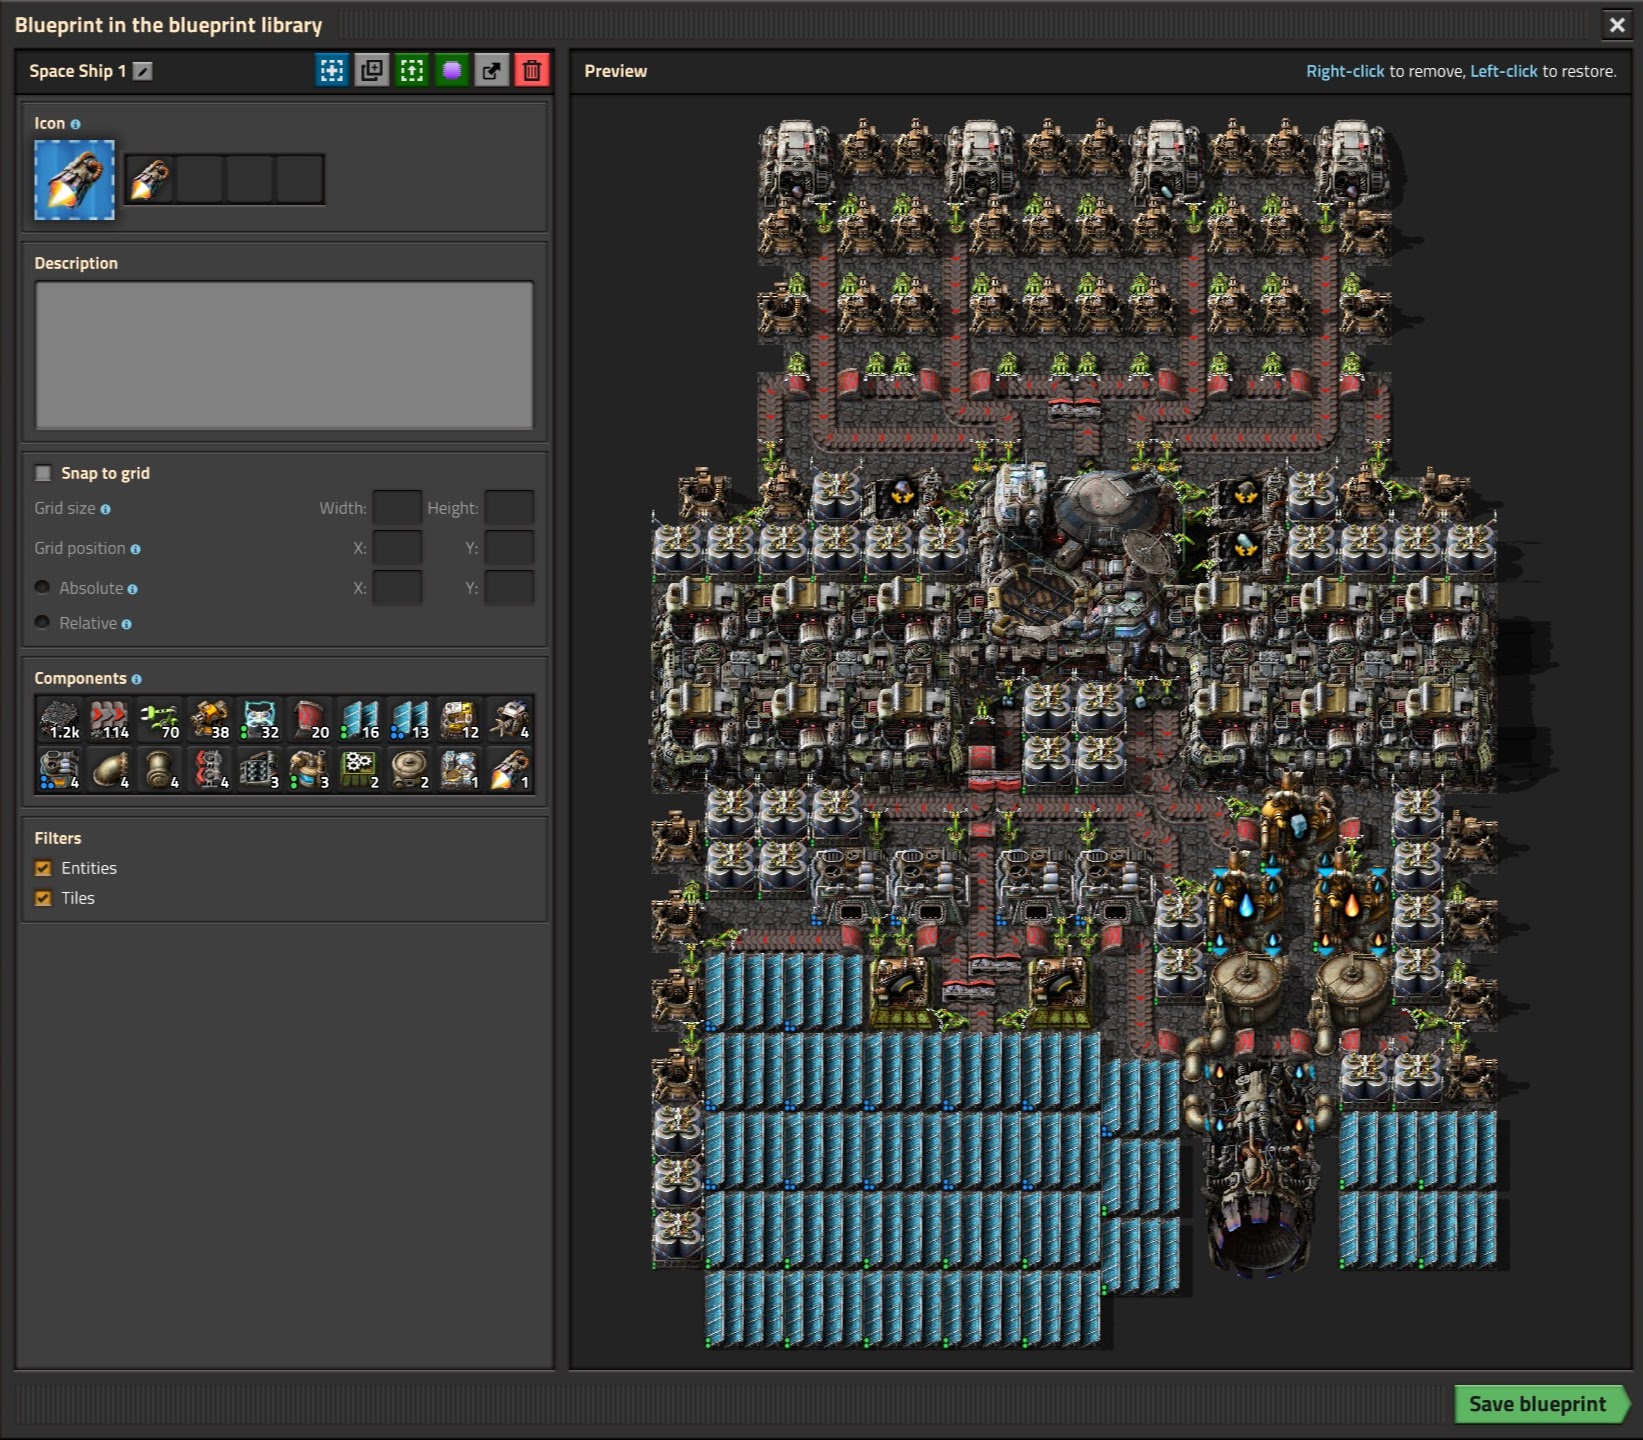 Blueprint in the blueprint library
Space Ship 1
Preview
Right-click to remove, Left-click to restore.
Icon
Description
Snap to grid
Grid size Width: Height:
Grid position X: Y:
Absolute X: Y:
Relative
Components
1.2k 114 70 38 32 20 16 13 12 4
4 4 4 4 3 3 2 2 1 1
Filters
Entities
Tiles
Save blueprint